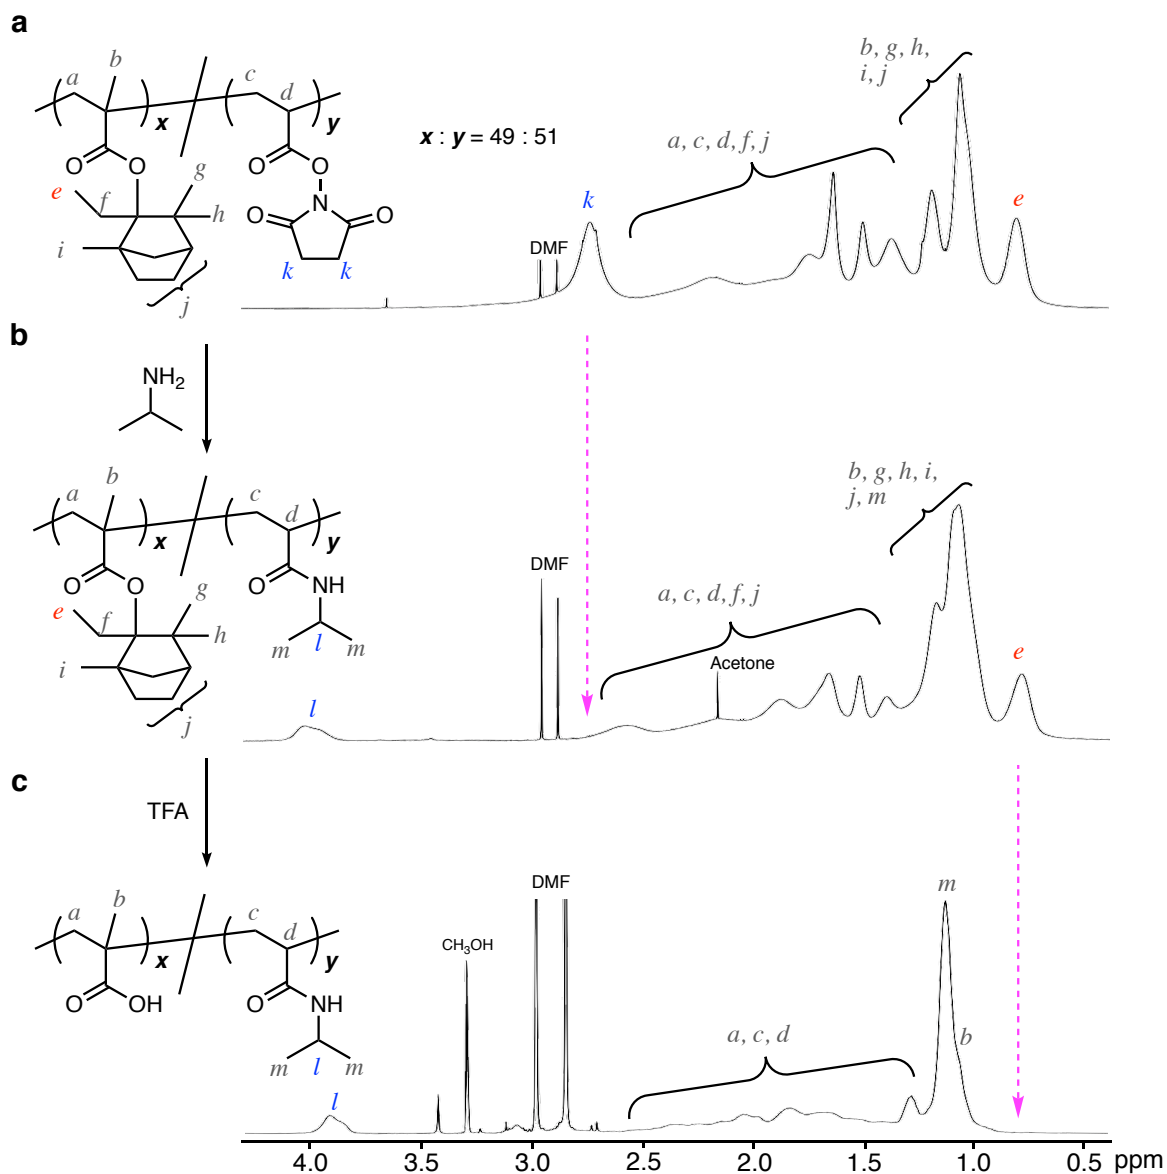 a
b
a
c
d
x
y
x : y = 49 : 51
b, g, h,
i, j
a, c, d, f, j
O
O
O
O
e
f
g
h
i
j
O
N
O
k
k
k
DMF
e
b
NH2
b
a
c
d
x
y
b, g, h, i,
j, m
DMF
a, c, d, f, j
Acetone
e
O
O
O
NH
e
f
g
h
i
j
m
l
m
l
c
TFA
DMF
m
CH3OH
b
a
c
d
x
y
O
OH
O
NH
m
l
m
a, c, d
b
l
4.0 3.5 3.0 2.5 2.0 1.5 1.0 0.5 ppm